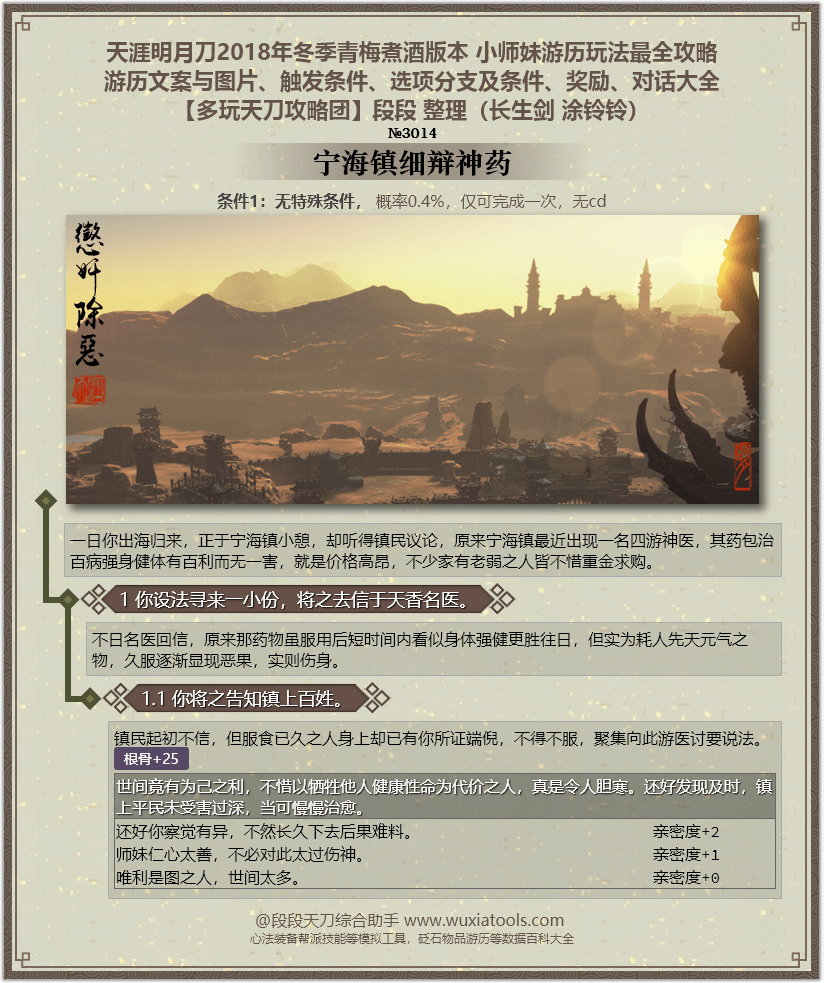 天涯明月刀2018年冬季青梅煮酒版本 小师妹游历玩法最全攻略
游历文案与图片、触发条件、选项分支及条件、奖励、对话大全
【多玩天刀攻略团】段段 整理（长生剑 涂铃铃）
№3014
宁海镇细辩神药
条件1：无特殊条件， 概率0.4%，仅可完成一次，无cd
懲奸除惡
一日你出海归来，正于宁海镇小憩，却听得镇民议论，原来宁海镇最近出现一名四游神医，其药包治
百病强身健体有百利而无一害，就是价格高昂，不少家有老弱之人皆不惜重金求购。
1 你设法寻来一小份，将之去信于天香名医。
不日名医回信，原来那药物虽服用后短时间内看似身体强健更胜往日，但实为耗人先天元气之
物，久服逐渐显现恶果，实则伤身。
1.1 你将之告知镇上百姓。
镇民起初不信，但服食已久之人身上却已有你所证端倪，不得不服，聚集向此游医讨要说法。
根骨+25
世间竟有为己之利，不惜以牺牲他人健康性命为代价之人，真是令人胆寒。还好发现及时，镇
上平民未受害过深，当可慢慢治愈。
还好你察觉有异，不然长久下去后果难料。 亲密度+2
师妹仁心太善，不必对此太过伤神。 亲密度+1
唯利是图之人，世间太多。 亲密度+0
@段段天刀综合助手 www.wuxiatools.com
心法装备帮派技能等模拟工具，砭石物品游历等数据百科大全